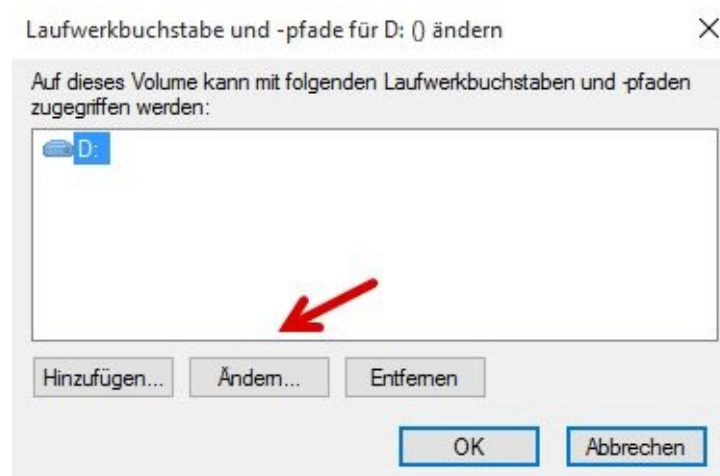 Laufwerkbuchstabe und -pfade für D: () ändern
Auf dieses Volume kann mit folgenden Laufwerkbuchstaben und -pfaden
zugegriffen werden:
D:
Hinzufügen...
Ändern...
Entfernen
OK
Abbrechen